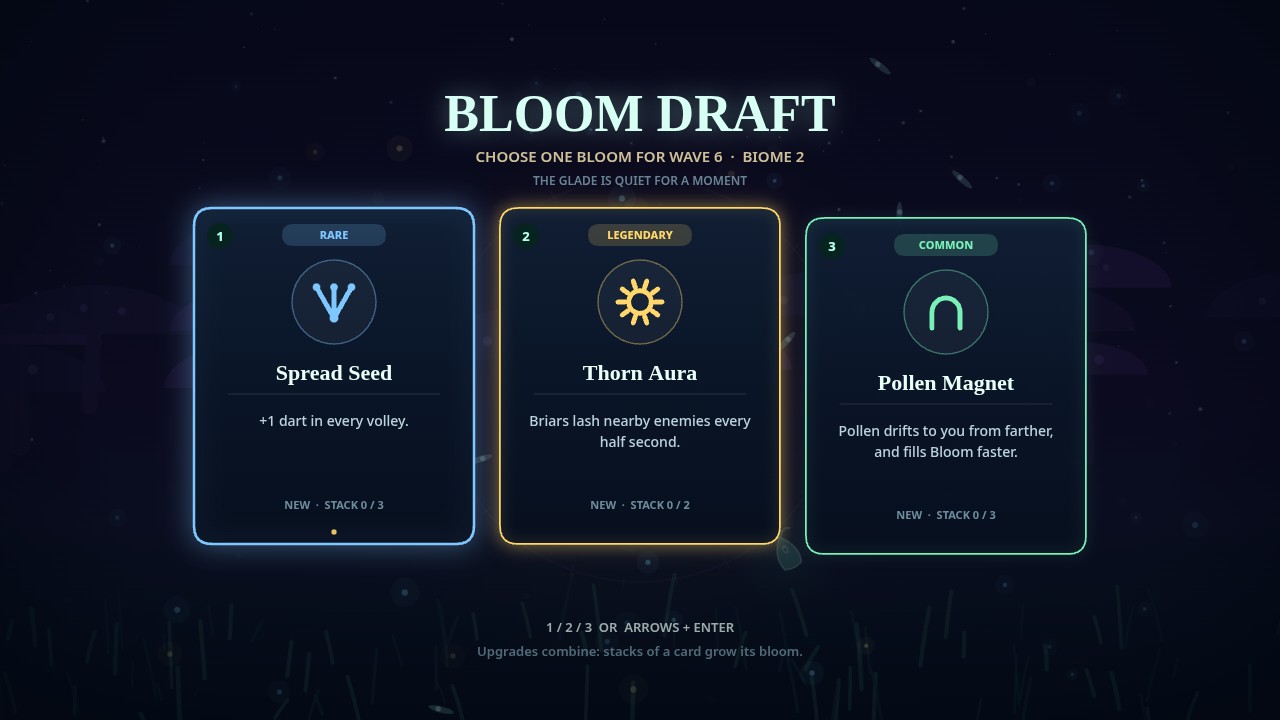 BLOOM DRAFT
CHOOSE ONE BLOOM FOR WAVE 6 · BIOME 2
THE GLADE IS QUIET FOR A MOMENT
1
RARE
Spread Seed
+1 dart in every volley.
NEW · STACK 0 / 3
2
LEGENDARY
Thorn Aura
Briars lash nearby enemies every
half second.
NEW · STACK 0 / 2
3
COMMON
Pollen Magnet
Pollen drifts to you from farther,
and fills Bloom faster.
NEW · STACK 0 / 3
1 / 2 / 3 OR ARROWS + ENTER
Upgrades combine: stacks of a card grow its bloom.